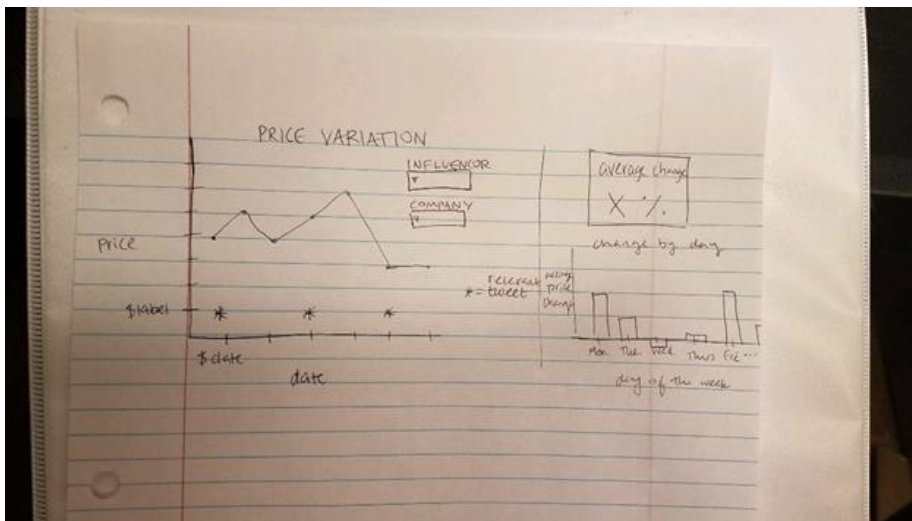 PRICE VARIATION
INFLUENCOR
COMPANY
price
$label
$date
date
* = relevant
tweet
average change
X %
change by day
price
change
Mon Tue Wed Thurs Fri ...
day of the week